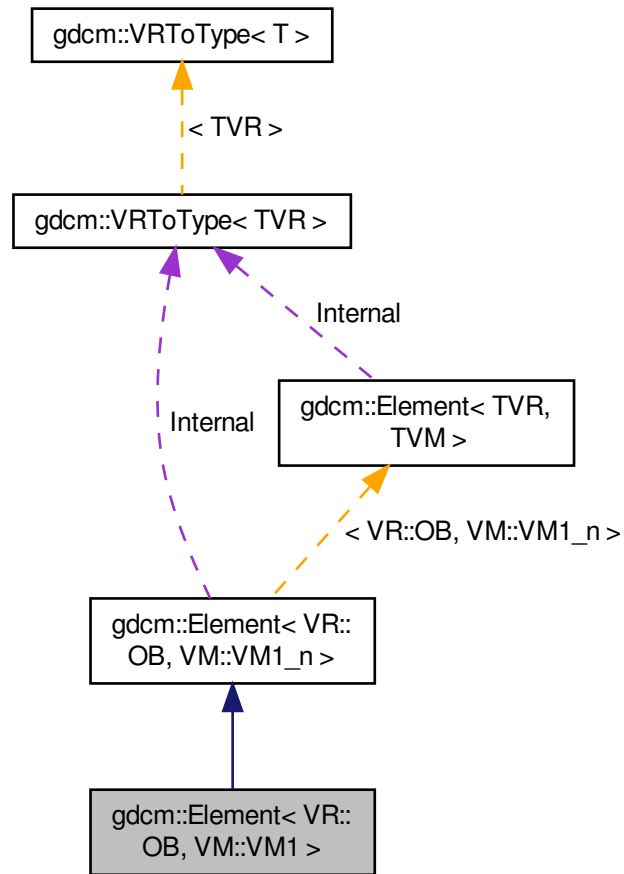 gdcm::VRToType< T >
< TVR >
gdcm::VRToType< TVR >
Internal
gdcm::Element< TVR,
TVM >
Internal
< VR::OB, VM::VM1_n >
gdcm::Element< VR::
OB, VM::VM1_n >
gdcm::Element< VR::
OB, VM::VM1 >